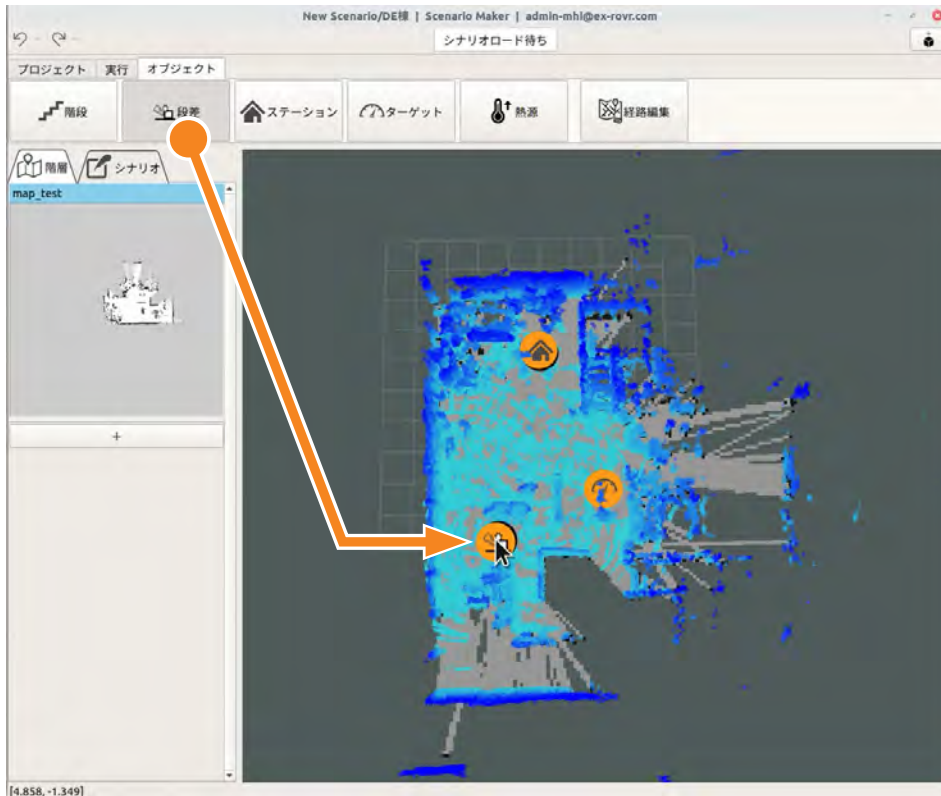 New Scenario/DE棟 | Scenario Maker | admin-mhl@ex-rovr.com
シナリオロード待ち
プロジェクト 実行 オブジェクト
階段 段差 ステーション ターゲット 熱源 経路編集
階層 シナリオ
map_test
+
[4.858, -1.349]